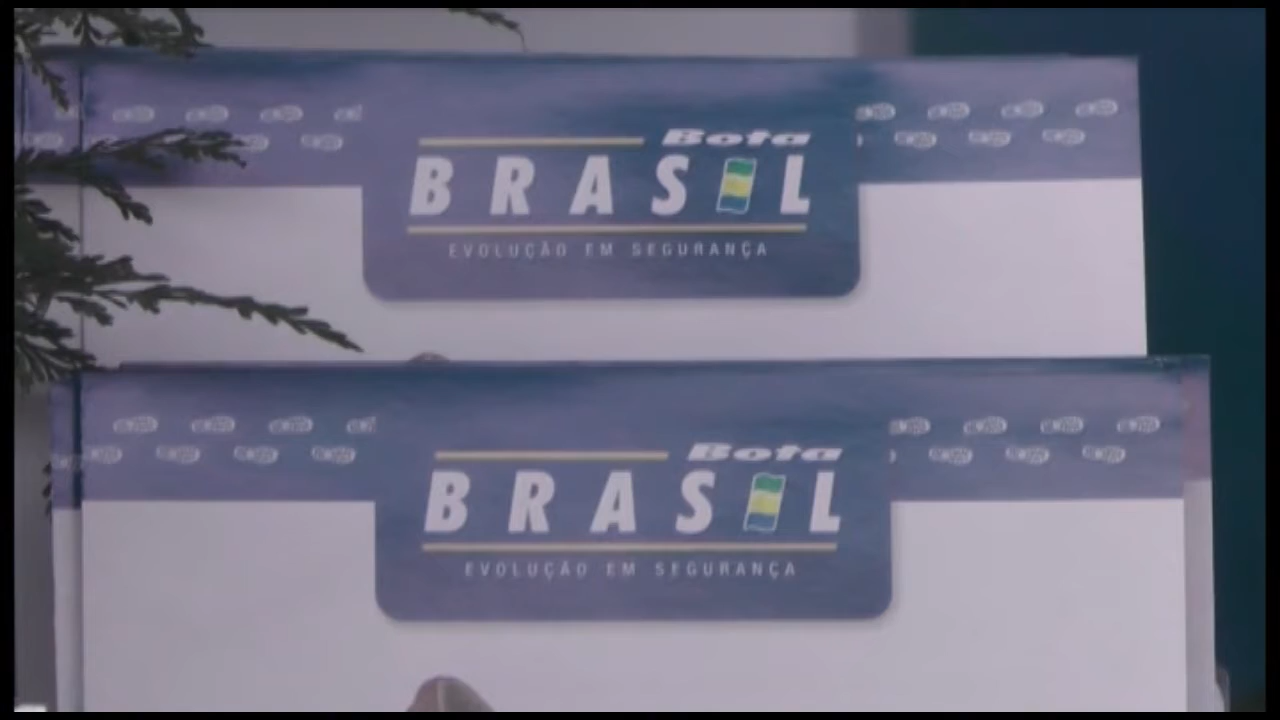 Bota
BRASIL
EVOLUÇÃO EM SEGURANÇA
Bota
BRASIL
EVOLUÇÃO EM SEGURANÇA